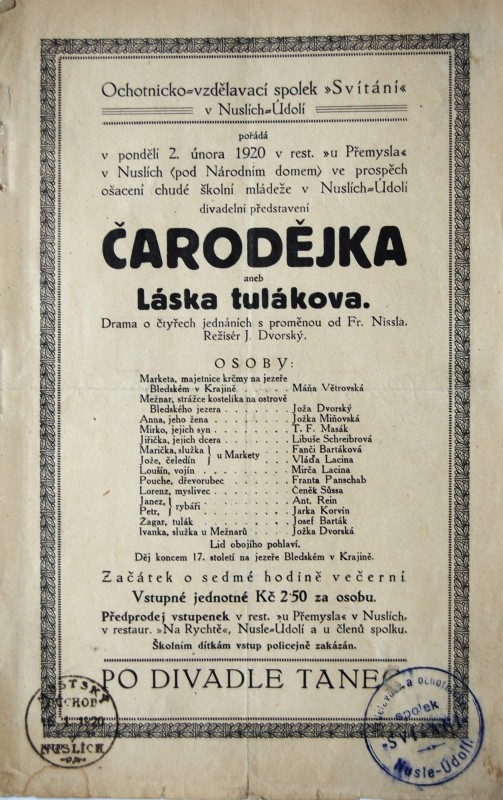 Ochotnicko=vzdělavací spolek »Svítání«
v Nuslích=Údolí
pořádá
v pondělí 2. února 1920 v rest. »u Přemysla«
v Nuslích (pod Národním domem) ve prospěch
ošacení chudé školní mládeže v Nuslích=Údolí
divadelní představení
ČARODĚJKA
aneb
Láska tulákova.
Drama o čtyřech jednáních s proměnou od Fr. Nissla.
Režisér J. Dvorský.
OSOBY:
Marketa, majetnice krčmy na jezeře
Bledském v Krajině . . . . . . Máňa Větrovská
Mežnar, strážce kostelíka na ostrově
Bledského jezera . . . . . . Joža Dvorský
Anna, jeho žena . . . . . . Jožka Miňovská
Mirko, jejich syn . . . . . . T. F. Masák
Jiřička, jejich dcera . . . . . . Libuše Schreibrová
Marička, služka } u Markety . . . Fanči Bartáková
Jože, čeledín } Vláďa Lacina
Loušín, vojín . . . . . . Mirča Lacina
Pouche, dřevorubec . . . . . . Franta Panschab
Lorenz, myslivec . . . . . . Čeněk Sůssa
Janez, } rybáři . . . . . . Ant. Rein
Petr, } Jarka Korvín
Žagar, tulák . . . . . . Josef Barták
Ivanka, služka u Mežnarů . . . . Jožka Dvorská
Lid obojího pohlaví.
Děj koncem 17. století na jezeře Bledském v Krajině.
Začátek o sedmé hodině večerní
Vstupné jednotné Kč 2·50 za osobu.
Předprodej vstupenek v rest. »u Přemysla« v Nuslích,
v restaur. »Na Rychtě«, Nusle=Údolí a u členů spolku.
Školním dítkám vstup policejně zakázán.
PO DIVADLE TANEC
1920
NUSLÍCH
spolek
"SVÍTÁNÍ"
Nusle-Údolí